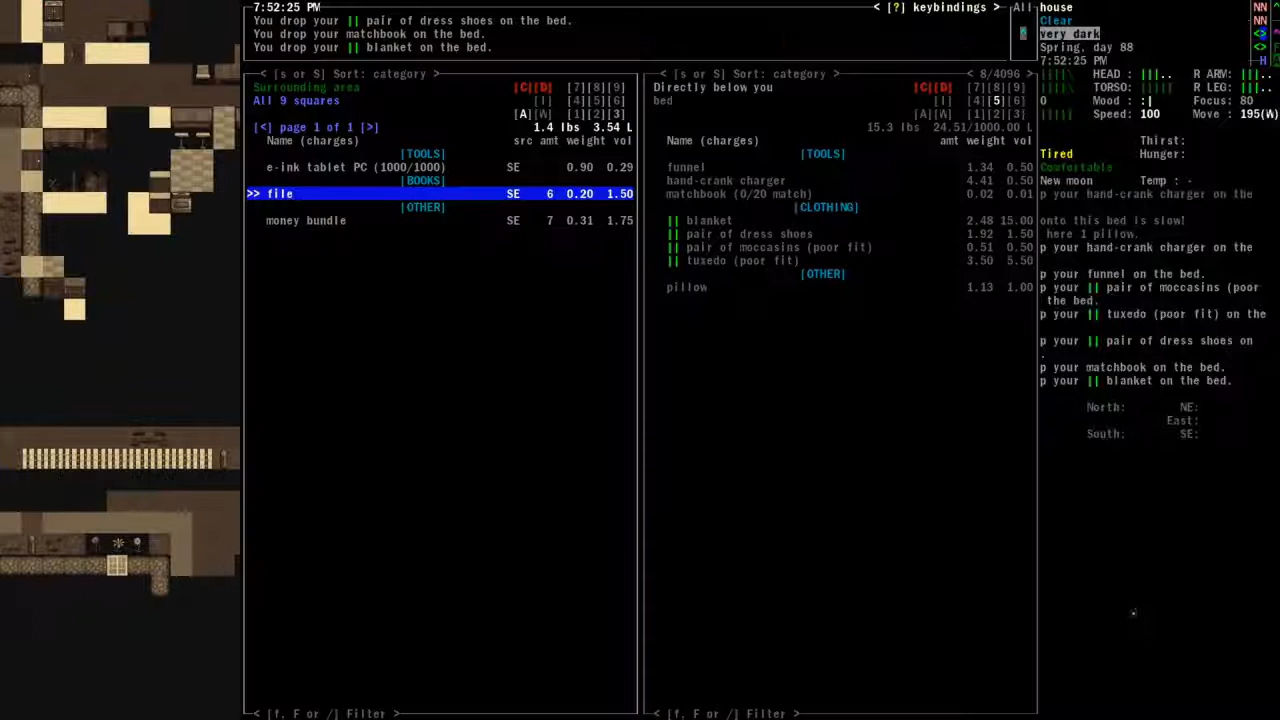 7:52:25 PM < [?] keybindings > All
You drop your || pair of dress shoes on the bed.
You drop your matchbook on the bed.
You drop your || blanket on the bed.
< [s or S] Sort: category >
Surrounding area [C][D] [7][8][9]
All 9 squares [I] [4][5][6]
[A][W] [1][2][3]
[<] page 1 of 1 [>] 1.4 lbs 3.54 L
Name (charges) src amt weight vol
[TOOLS]
e-ink tablet PC (1000/1000) SE 0.90 0.29
[BOOKS]
>> file SE 6 0.20 1.50
[OTHER]
money bundle SE 7 0.31 1.75
< [f, F or /] Filter >
< [s or S] Sort: category > < 8/4096 >
Directly below you [C][D] [7][8][9]
bed [I] [4][5][6]
[A][W] [1][2][3]
15.3 lbs 24.51/1000.00 L
Name (charges) amt weight vol
[TOOLS]
funnel 1.34 0.50
hand-crank charger 4.41 0.50
matchbook (0/20 match) 0.02 0.01
[CLOTHING]
|| blanket 2.48 15.00
|| pair of dress shoes 1.92 1.50
|| pair of moccasins (poor fit) 0.51 0.50
|| tuxedo (poor fit) 3.50 5.50
[OTHER]
pillow 1.13 1.00
< [f, F or /] Filter >
house NN
Clear NN
very dark <>
Spring, day 88 <>
7:52:25 PM H
||||\ HEAD : |||.. R ARM: |||..
||||\ TORSO: ||||| R LEG: |||..
0 Mood : :| Focus: 80
||||| Speed: 100 Move : 195(W)
Thirst:
Tired Hunger:
Comfortable
New moon Temp : -
p your hand-crank charger on the
onto this bed is slow!
here 1 pillow.
p your hand-crank charger on the
p your funnel on the bed.
p your || pair of moccasins (poor
the bed.
p your || tuxedo (poor fit) on the
p your || pair of dress shoes on
.
p your matchbook on the bed.
p your || blanket on the bed.
North: NE:
East:
South: SE: